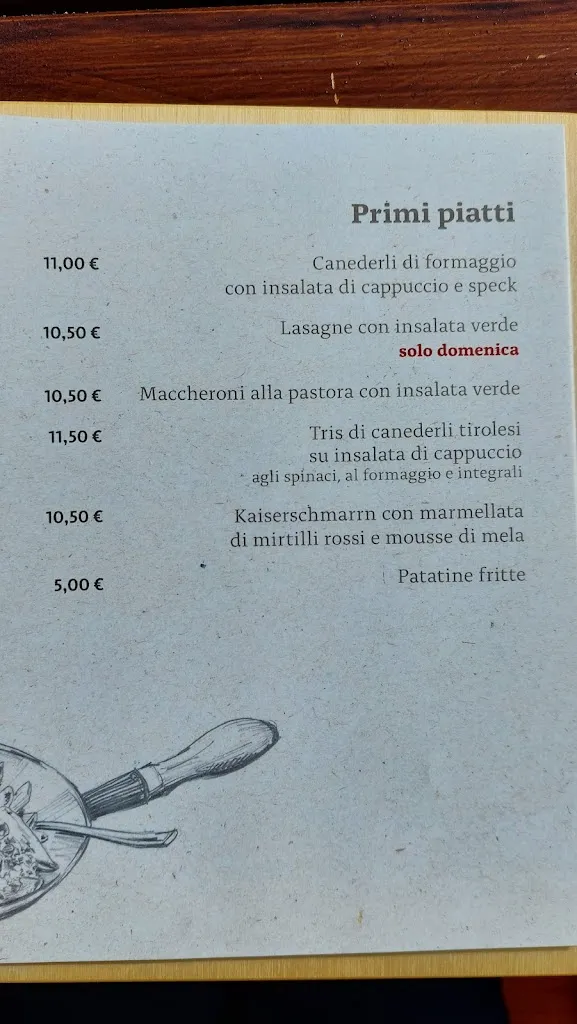 Primi piatti
11,00 € Canederli di formaggio
con insalata di cappuccio e speck
10,50 € Lasagne con insalata verde
solo domenica
10,50 € Maccheroni alla pastora con insalata verde
11,50 € Tris di canederli tirolesi
su insalata di cappuccio
agli spinaci, al formaggio e integrali
10,50 € Kaiserschmarrn con marmellata
di mirtilli rossi e mousse di mela
5,00 € Patatine fritte